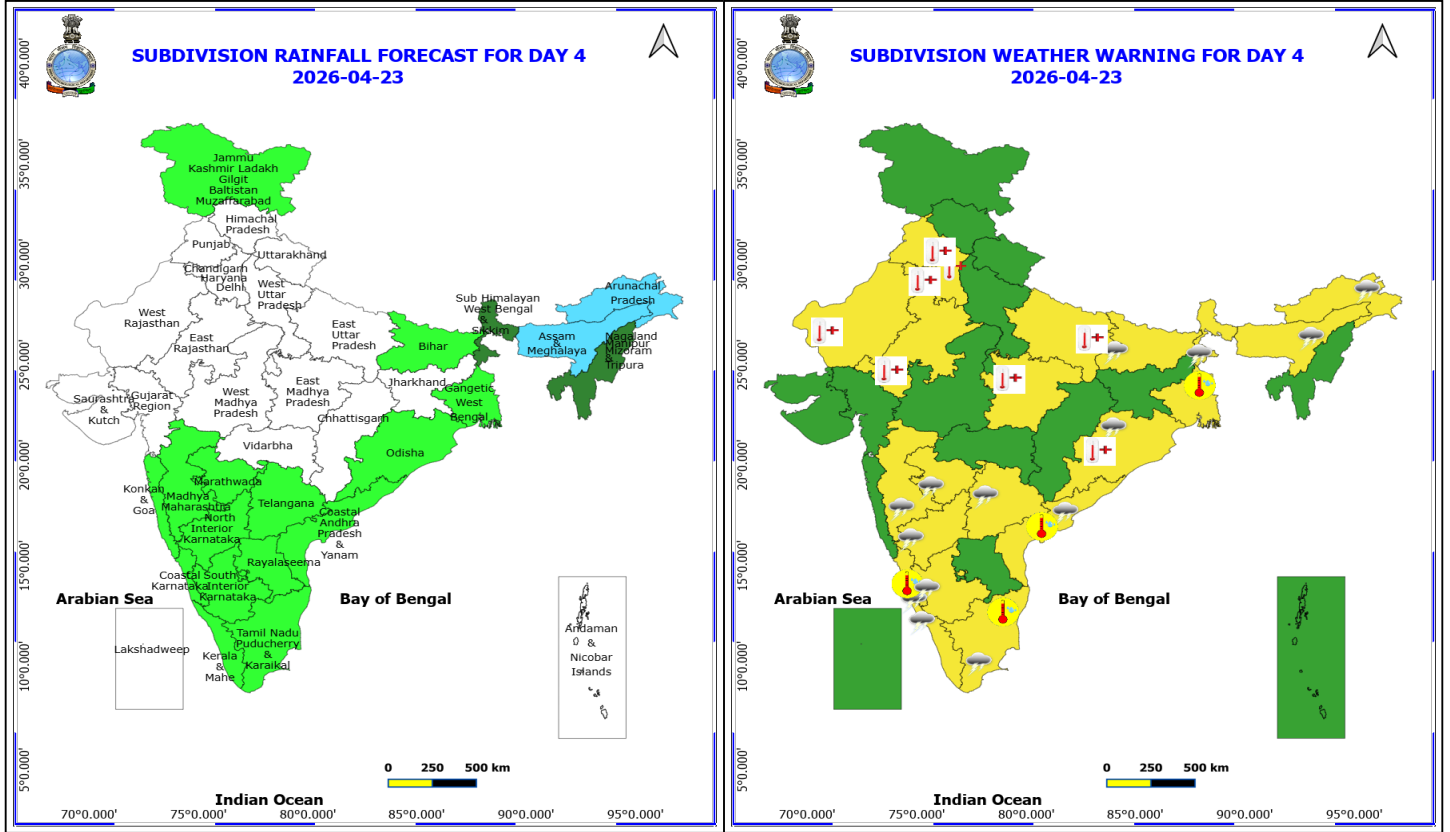 SUBDIVISION RAINFALL FORECAST FOR DAY 4
2026-04-23
40°0.000'
35°0.000'
30°0.000'
25°0.000'
20°0.000'
15°0.000'
10°0.000'
5°0.000'
Jammu
Kashmir Ladakh
Gilgit
Baltistan
Muzaffarabad
Himachal
Pradesh
Punjab
Uttarakhand
Chandigarh
Haryana
Delhi
West
Uttar
Pradesh
West
Rajasthan
East
Rajasthan
East
Uttar
Pradesh
Bihar
Sub Himalayan
West Bengal
&
Sikkim
Arunachal
Pradesh
Assam
&
Meghalaya
Nagaland
Manipur
Mizoram
&
Tripura
Saurashtra
&
Kutch
Gujarat
Region
West
Madhya
Pradesh
East
Madhya
Pradesh
Jharkhand
Gangetic
West
Bengal
Chhattisgarh
Vidarbha
Odisha
Konkan
&
Goa
Madhya
Maharashtra
Marathwada
Telangana
North
Interior
Karnataka
Coastal
Andhra
Pradesh
&
Yanam
Rayalaseema
Coastal
Karnataka
South
Interior
Karnataka
Tamil Nadu
Puducherry
&
Karaikal
Kerala
&
Mahe
Lakshadweep
Andaman
&
Nicobar
Islands
Arabian Sea
Bay of Bengal
Indian Ocean
0 250 500 km
70°0.000' 75°0.000' 80°0.000' 85°0.000' 90°0.000' 95°0.000'
SUBDIVISION WEATHER WARNING FOR DAY 4
2026-04-23
40°0.000'
35°0.000'
30°0.000'
25°0.000'
20°0.000'
15°0.000'
10°0.000'
5°0.000'
Arabian Sea
Bay of Bengal
Indian Ocean
0 250 500 km
70°0.000' 75°0.000' 80°0.000' 85°0.000' 90°0.000' 95°0.000'